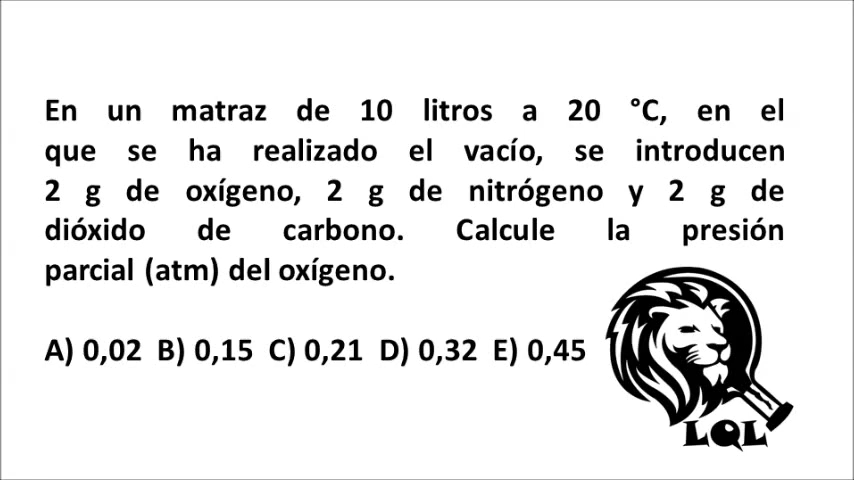 En un matraz de 10 litros a 20 °C, en el
que se ha realizado el vacío, se introducen
2 g de oxígeno, 2 g de nitrógeno y 2 g de
dióxido de carbono. Calcule la presión
parcial (atm) del oxígeno.
A) 0,02 B) 0,15 C) 0,21 D) 0,32 E) 0,45
LQL